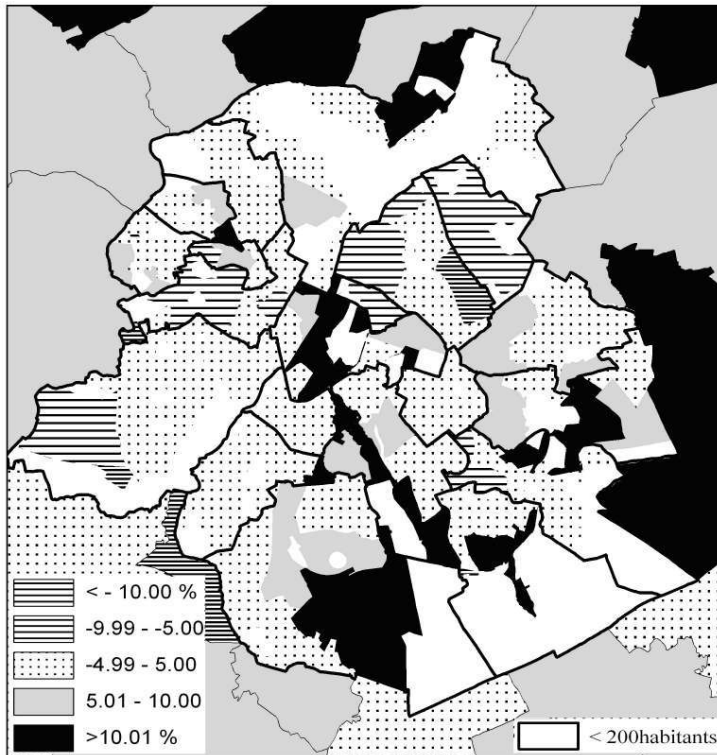 < - 10.00 %
-9.99 - -5.00
-4.99 - 5.00
5.01 - 10.00
>10.01 %
< 200habitants